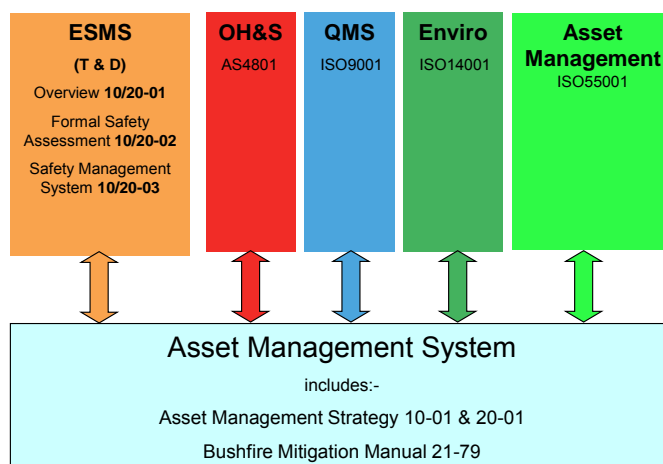 ESMS
(T & D)
Overview 10/20-01
Formal Safety
Assessment 10/20-02
Safety Management
System 10/20-03
OH&S
AS4801
QMS
ISO9001
Enviro
ISO14001
Asset
Management
ISO55001
Asset Management System
includes:-
Asset Management Strategy 10-01 & 20-01
Bushfire Mitigation Manual 21-79